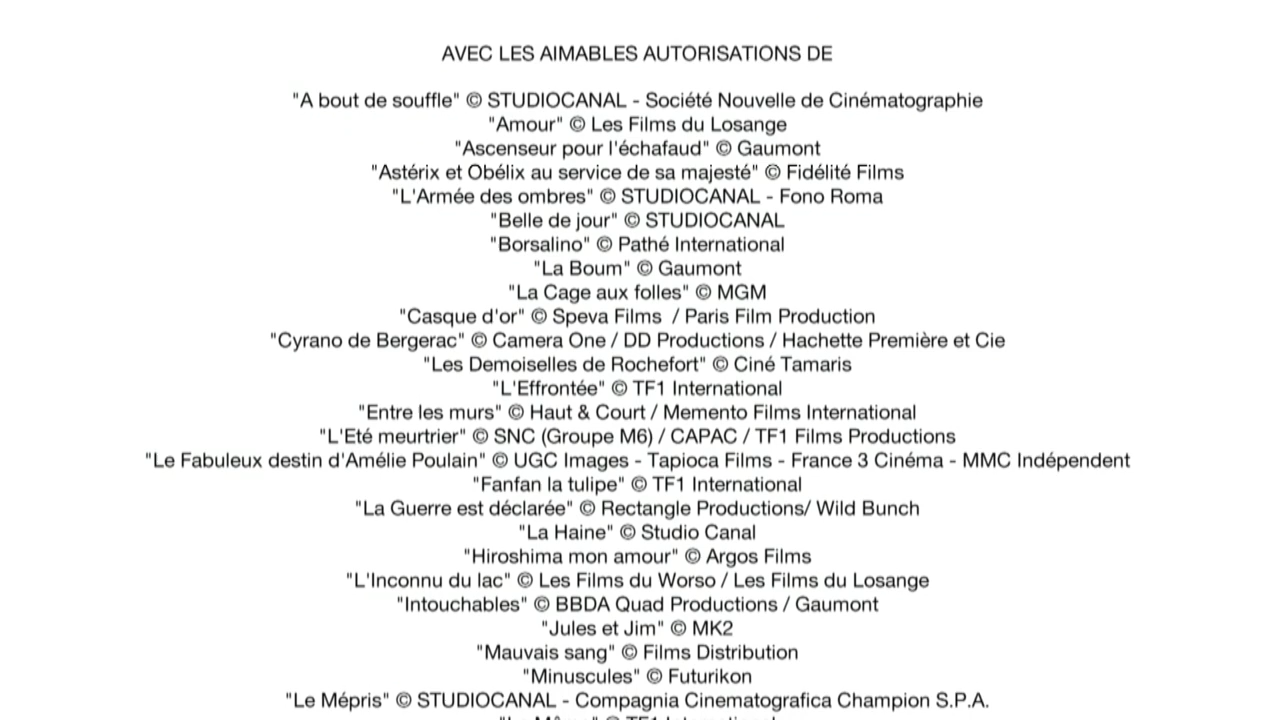 AVEC LES AIMABLES AUTORISATIONS DE
"A bout de souffle" © STUDIOCANAL - Société Nouvelle de Cinématographie
"Amour" © Les Films du Losange
"Ascenseur pour l'échafaud" © Gaumont
"Astérix et Obélix au service de sa majesté" © Fidélité Films
"L'Armée des ombres" © STUDIOCANAL - Fono Roma
"Belle de jour" © STUDIOCANAL
"Borsalino" © Pathé International
"La Boum" © Gaumont
"La Cage aux folles" © MGM
"Casque d'or" © Speva Films / Paris Film Production
"Cyrano de Bergerac" © Camera One / DD Productions / Hachette Première et Cie
"Les Demoiselles de Rochefort" © Ciné Tamaris
"L'Effrontée" © TF1 International
"Entre les murs" © Haut & Court / Memento Films International
"L'Eté meurtrier" © SNC (Groupe M6) / CAPAC / TF1 Films Productions
"Le Fabuleux destin d'Amélie Poulain" © UGC Images - Tapioca Films - France 3 Cinéma - MMC Indépendent
"Fanfan la tulipe" © TF1 International
"La Guerre est déclarée" © Rectangle Productions/ Wild Bunch
"La Haine" © Studio Canal
"Hiroshima mon amour" © Argos Films
"L'Inconnu du lac" © Les Films du Worso / Les Films du Losange
"Intouchables" © BBDA Quad Productions / Gaumont
"Jules et Jim" © MK2
"Mauvais sang" © Films Distribution
"Minuscules" © Futurikon
"Le Mépris" © STUDIOCANAL - Compagnia Cinematografica Champion S.P.A.